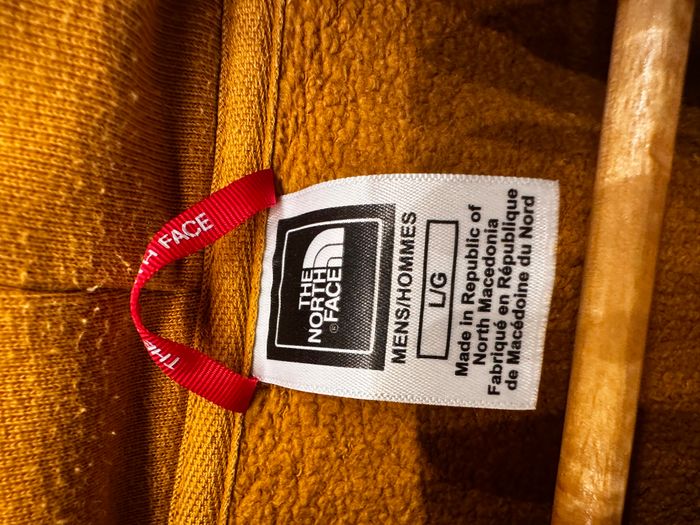 THE
NORTH
FACE
MENS/HOMMES
L/G
Made in Republic of
North Macedonia
Fabriqué en République
de Macédoine du Nord
TH FACE
THE